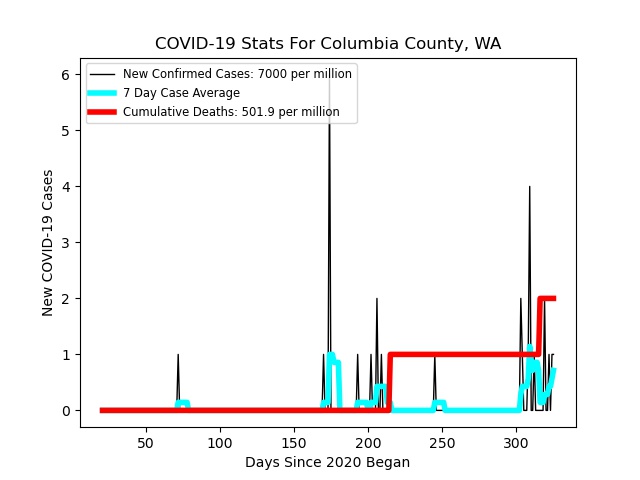 COVID-19 Stats For Columbia County, WA
New Confirmed Cases: 7000 per million
7 Day Case Average
Cumulative Deaths: 501.9 per million
New COVID-19 Cases
6
5
4
3
2
1
0
50 100 150 200 250 300
Days Since 2020 Began